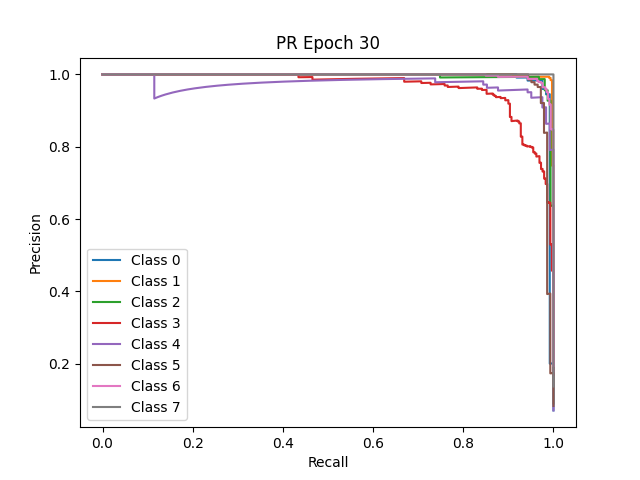 PR Epoch 30
Precision
1.0
0.8
0.6
0.4
0.2
Class 0
Class 1
Class 2
Class 3
Class 4
Class 5
Class 6
Class 7
0.0 0.2 0.4 0.6 0.8 1.0
Recall